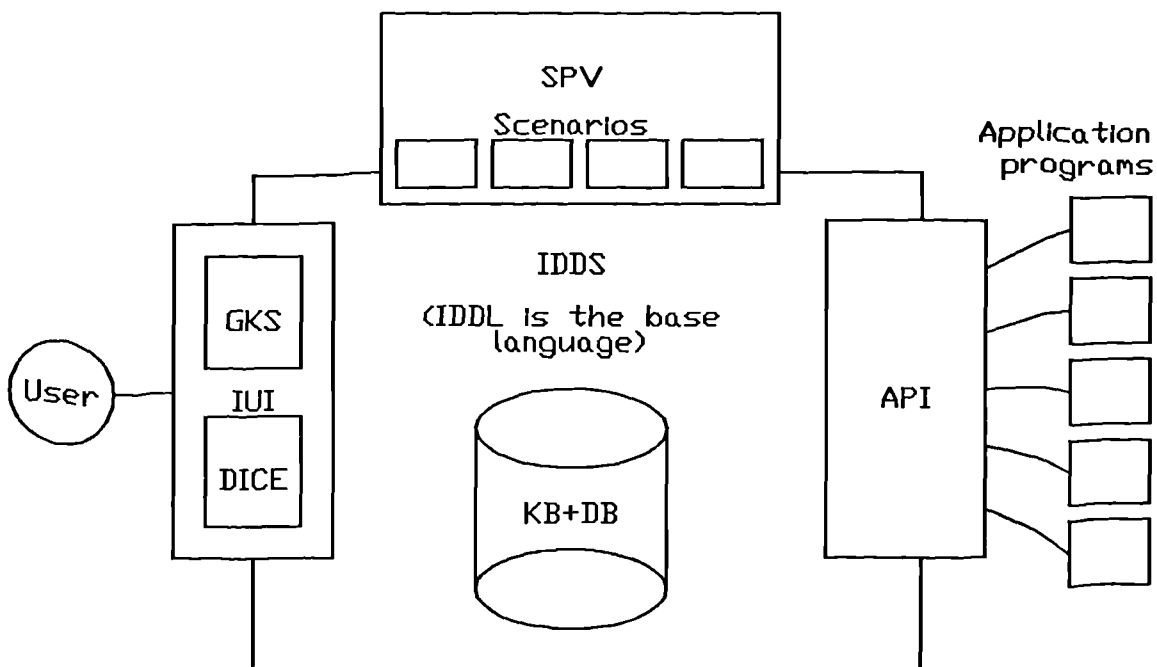 SPV
Scenarios
Application
programs
IDDS
(IDDL is the base
language)
GKS
User
IUI
API
DICE
KB+DB